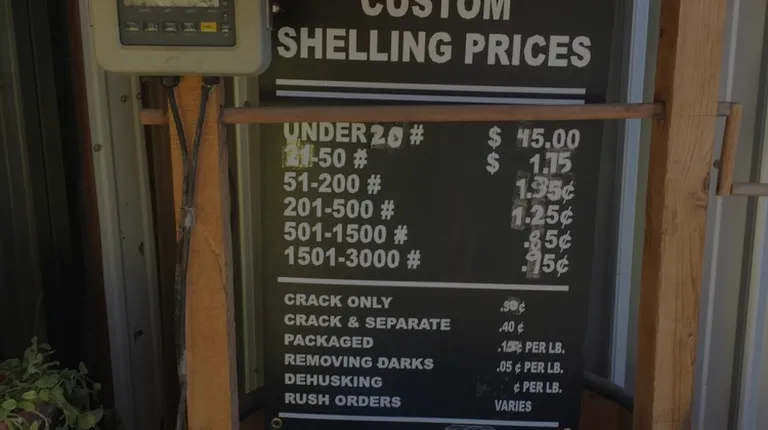 CUSTOM
SHELLING PRICES
UNDER 20 # $ 45.00
21-50 # $ 1.75
51-200 # 1.35¢
201-500 # 1.25¢
501-1500 # .85¢
1501-3000 # .75¢
CRACK ONLY .30¢
CRACK & SEPARATE .40 ¢
PACKAGED ¢ PER LB.
REMOVING DARKS .05 ¢ PER LB.
DEHUSKING ¢ PER LB.
RUSH ORDERS VARIES